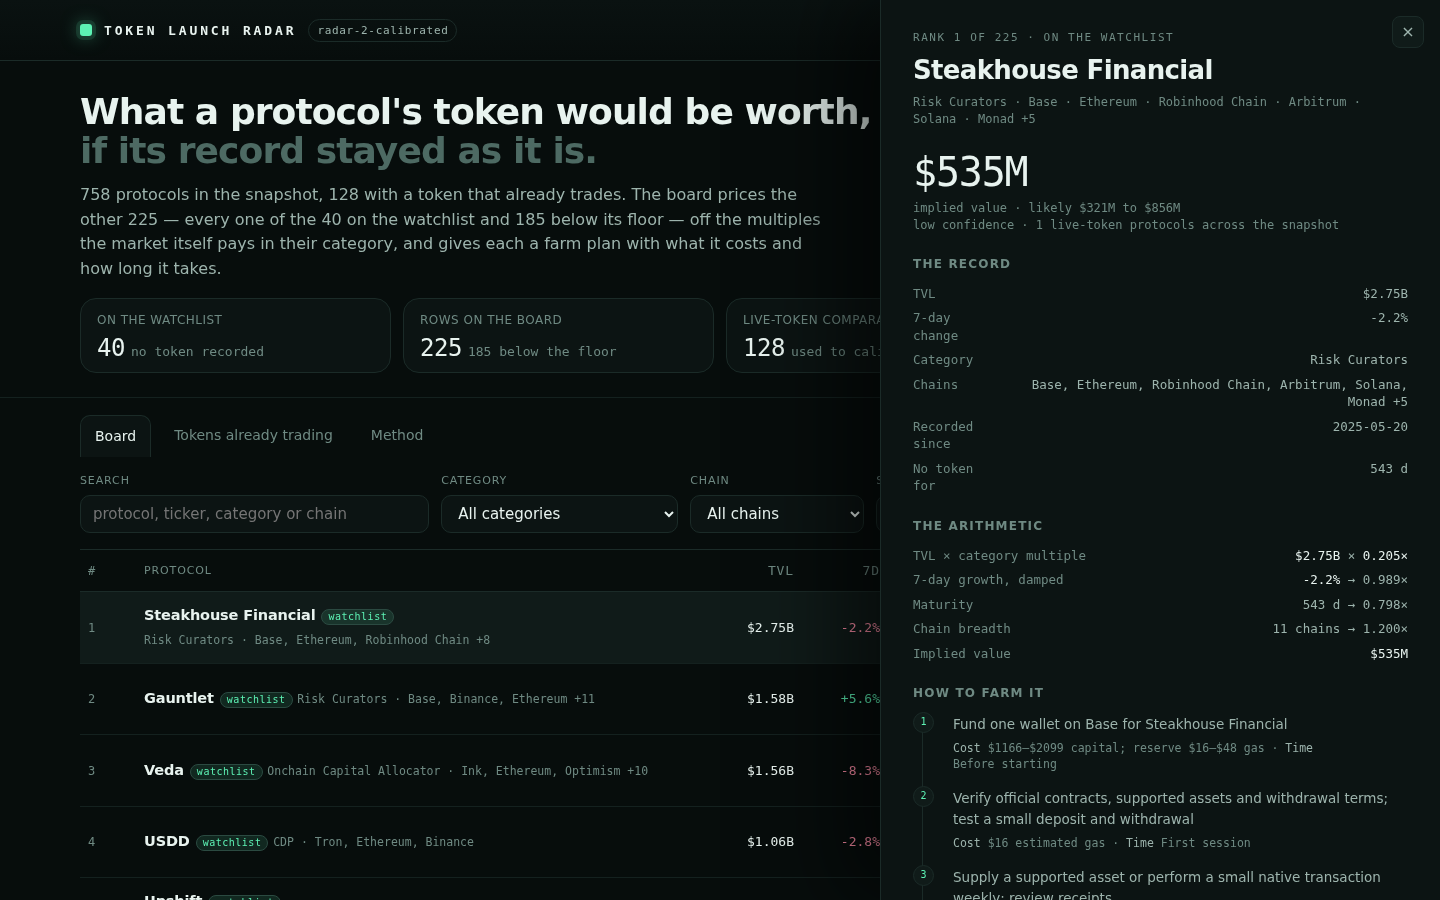 TOKEN LAUNCH RADAR radar-2-calibrated
What a protocol's token would be worth,
if its record stayed as it is.
758 protocols in the snapshot, 128 with a token that already trades. The board prices the
other 225 — every one of the 40 on the watchlist and 185 below its floor — off the multiples
the market itself pays in their category, and gives each a farm plan with what it costs and
how long it takes.
ON THE WATCHLIST
40 no token recorded
ROWS ON THE BOARD
225 185 below the floor
LIVE-TOKEN
128 used to
Board Tokens already trading Method
SEARCH CATEGORY CHAIN
protocol, ticker, category or chain All categories All chains
# PROTOCOL TVL 7D
1 Steakhouse Financial watchlist $2.75B -2.2%
Risk Curators · Base, Ethereum, Robinhood Chain +8
2 Gauntlet watchlist Risk Curators · Base, Binance, Ethereum +11 $1.58B +5.6%
3 Veda watchlist Onchain Capital Allocator · Ink, Ethereum, Optimism +10 $1.56B -8.3%
4 USDD watchlist CDP · Tron, Ethereum, Binance $1.06B -2.8%
RANK 1 OF 225 · ON THE WATCHLIST
×
Steakhouse Financial
Risk Curators · Base · Ethereum · Robinhood Chain · Arbitrum ·
Solana · Monad +5
$535M
implied value · likely $321M to $856M
low confidence · 1 live-token protocols across the snapshot
THE RECORD
TVL $2.75B
7-day -2.2%
change
Category Risk Curators
Chains Base, Ethereum, Robinhood Chain, Arbitrum, Solana,
Monad +5
Recorded 2025-05-20
since
No token 543 d
for
THE ARITHMETIC
TVL × category multiple $2.75B × 0.205×
7-day growth, damped -2.2% → 0.989×
Maturity 543 d → 0.798×
Chain breadth 11 chains → 1.200×
Implied value $535M
HOW TO FARM IT
1 Fund one wallet on Base for Steakhouse Financial
Cost $1166–$2099 capital; reserve $16–$48 gas · Time
Before starting
2 Verify official contracts, supported assets and withdrawal terms;
test a small deposit and withdrawal
Cost $16 estimated gas · Time First session
3 Supply a supported asset or perform a small native transaction
weekly; review receipts